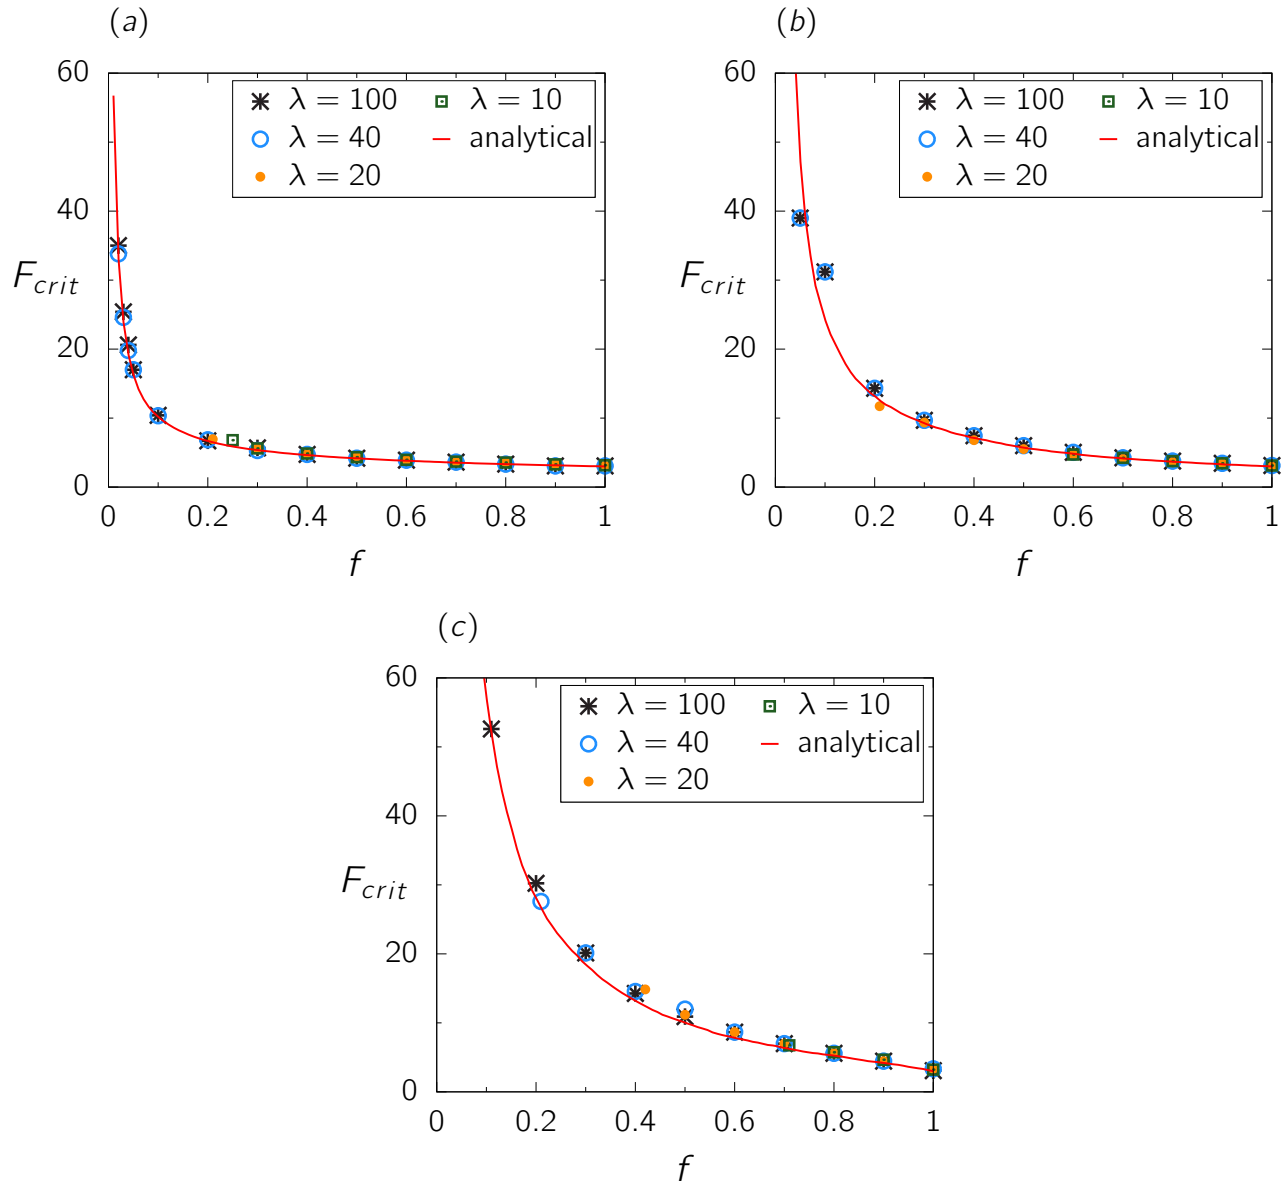 (a)
60
40
20
0
F_crit
0 0.2 0.4 0.6 0.8 1
f
λ = 100
λ = 40
λ = 20
λ = 10
analytical
(b)
60
40
20
0
F_crit
0 0.2 0.4 0.6 0.8 1
f
λ = 100
λ = 40
λ = 20
λ = 10
analytical
(c)
60
40
20
0
F_crit
0 0.2 0.4 0.6 0.8 1
f
λ = 100
λ = 40
λ = 20
λ = 10
analytical